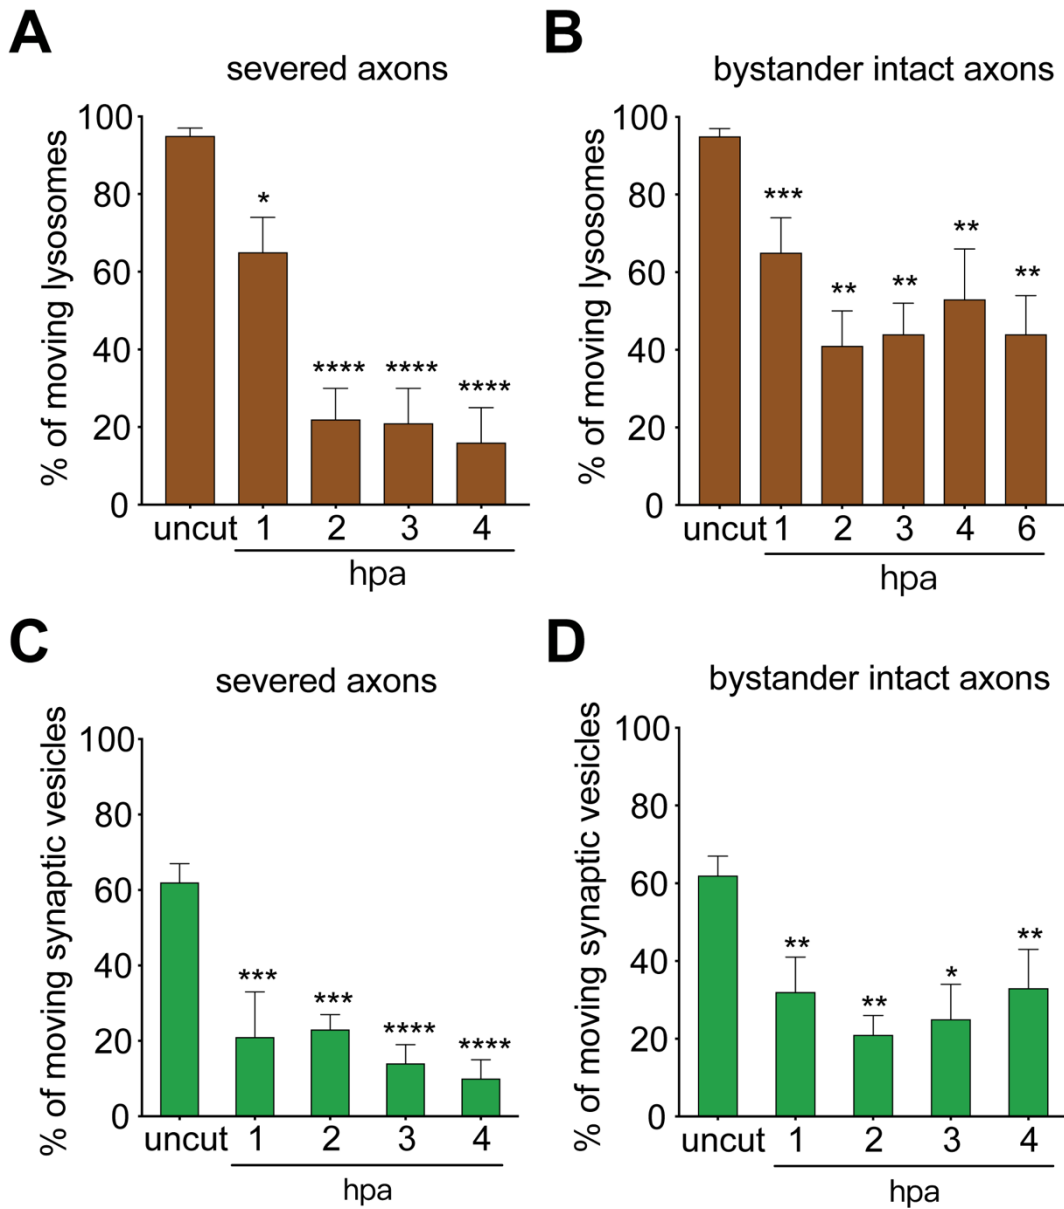 A
severed axons
% of moving lysosomes
100
80
60
40
20
0
*
****
****
****
uncut 1 2 3 4
hpa
B
bystander intact axons
% of moving lysosomes
100
80
60
40
20
0
***
**
**
**
**
uncut 1 2 3 4 6
hpa
C
severed axons
% of moving synaptic vesicles
100
80
60
40
20
0
***
***
****
****
uncut 1 2 3 4
hpa
D
bystander intact axons
% of moving synaptic vesicles
100
80
60
40
20
0
**
**
*
**
uncut 1 2 3 4
hpa